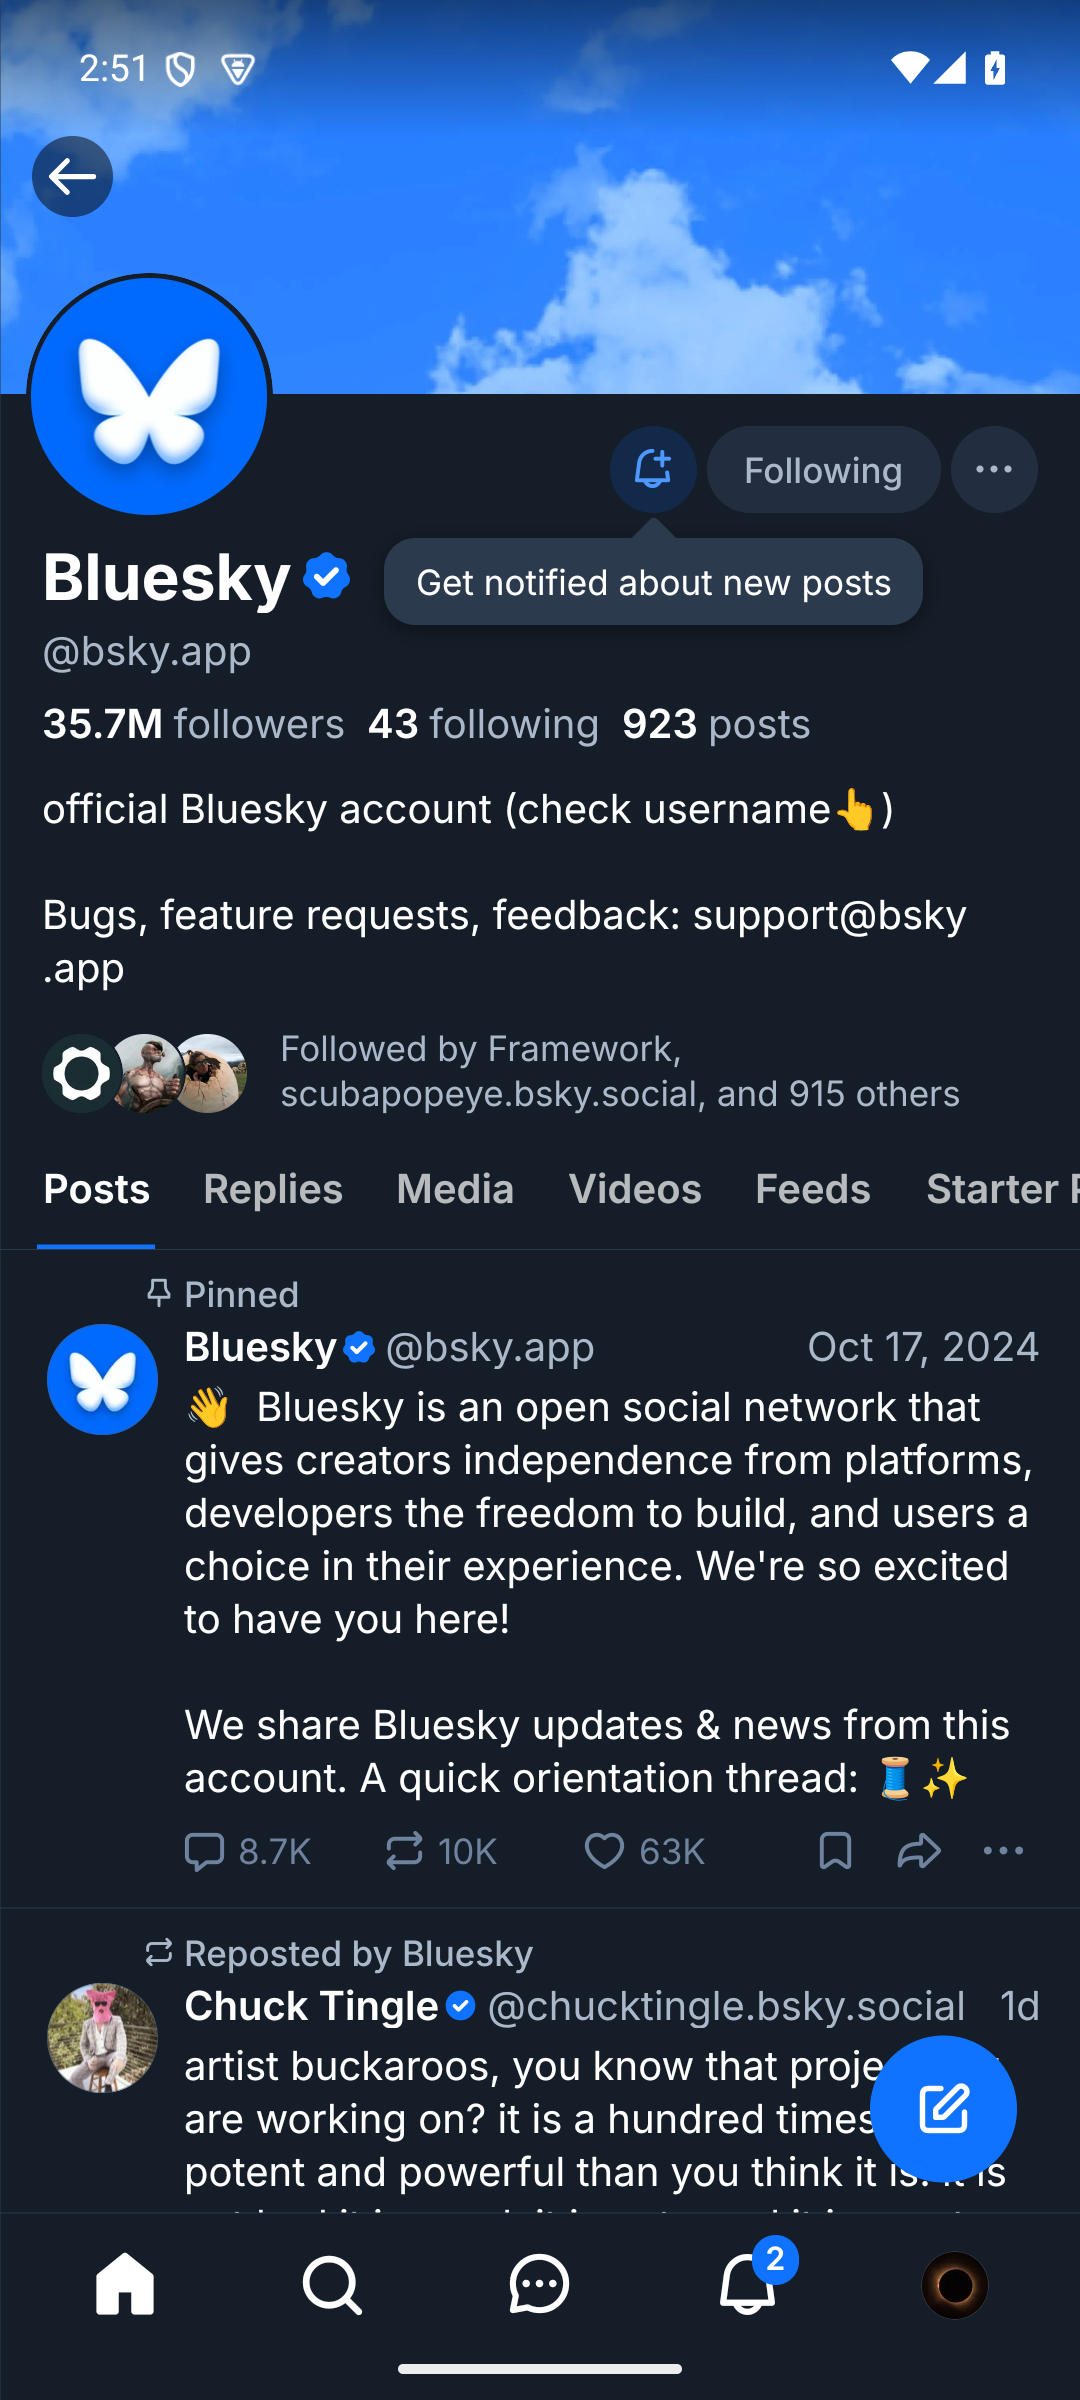 2:51
Following
Get notified about new posts
Bluesky
@bsky.app
35.7M followers 43 following 923 posts
official Bluesky account (check username👆)
Bugs, feature requests, feedback: support@bsky
.app
Followed by Framework,
scubapopeye.bsky.social, and 915 others
Posts Replies Media Videos Feeds Starter
Pinned
Bluesky @bsky.app Oct 17, 2024
👋 Bluesky is an open social network that
gives creators independence from platforms,
developers the freedom to build, and users a
choice in their experience. We're so excited
to have you here!
We share Bluesky updates & news from this
account. A quick orientation thread: 🧵✨
8.7K 10K 63K
Reposted by Bluesky
Chuck Tingle @chucktingle.bsky.social 1d
artist buckaroos, you know that
are working on? it is a hundred times
potent and powerful than you think it is. it is
2